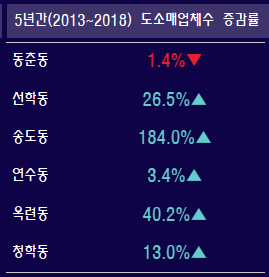 5년간(2013~2018) 도소매업체수 증감률
동춘동 1.4%▼
선학동 26.5%▲
송도동 184.0%▲
연수동 3.4%▲
옥련동 40.2%▲
청학동 13.0%▲